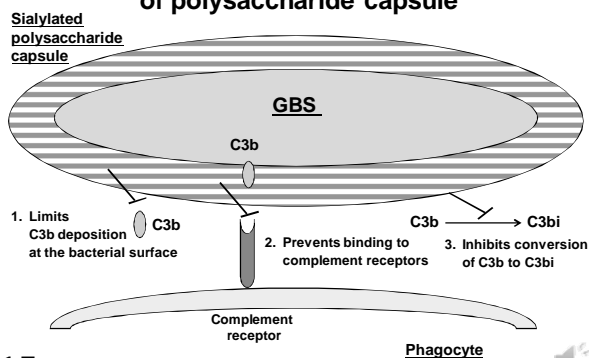 of polysaccharide capsule
Sialylated
polysaccharide
capsule
GBS
C3b
1. Limits
C3b deposition
at the bacterial surface
C3b
2. Prevents binding to
complement receptors
C3b
C3bi
3. Inhibits conversion
of C3b to C3bi
Complement
receptor
Phagocyte